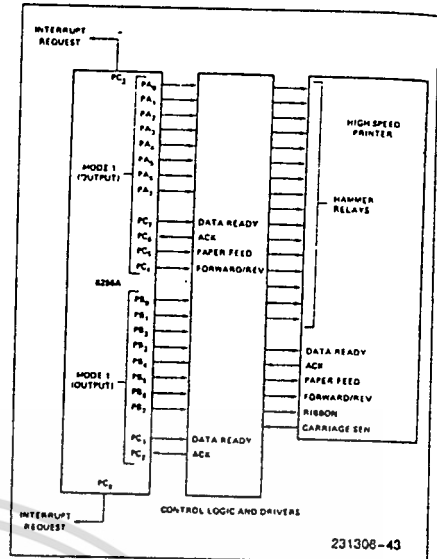 INTERRUPT
REQUEST
PC3
PA0
PA1
PA2
PA3
PA4
PA5
PA6
PA7
MODE 1
(OUTPUT)
PC7
PC6
PC5
PC4
DATA READY
ACK
PAPER FEED
FORWARD/REV
8256A
PB0
PB1
PB2
PB3
PB4
PB5
PB6
PB7
MODE 1
(OUTPUT)
PC1
PC2
DATA READY
ACK
PC0
INTERRUPT
REQUEST
CONTROL LOGIC AND DRIVERS
HIGH SPEED
PRINTER
HAMMER
RELAYS
DATA READY
ACK
PAPER FEED
FORWARD/REV
RIBBON
CARRIAGE SEN
231308-43